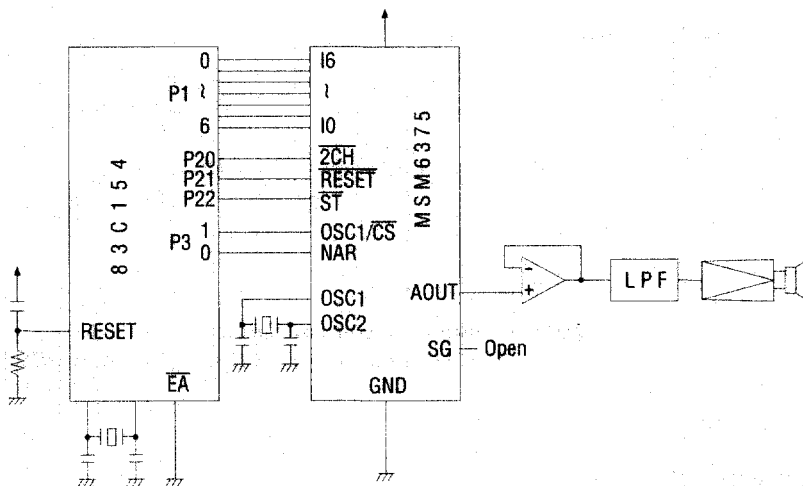 0
P1 ~
6
P20
P21
P22
P3
1
0
83C154
RESET
EA
I6
~
I0
2CH
RESET
ST
OSC1/CS
NAR
OSC1
OSC2
MSM6375
AOUT
SG
Open
GND
-
+
LPF